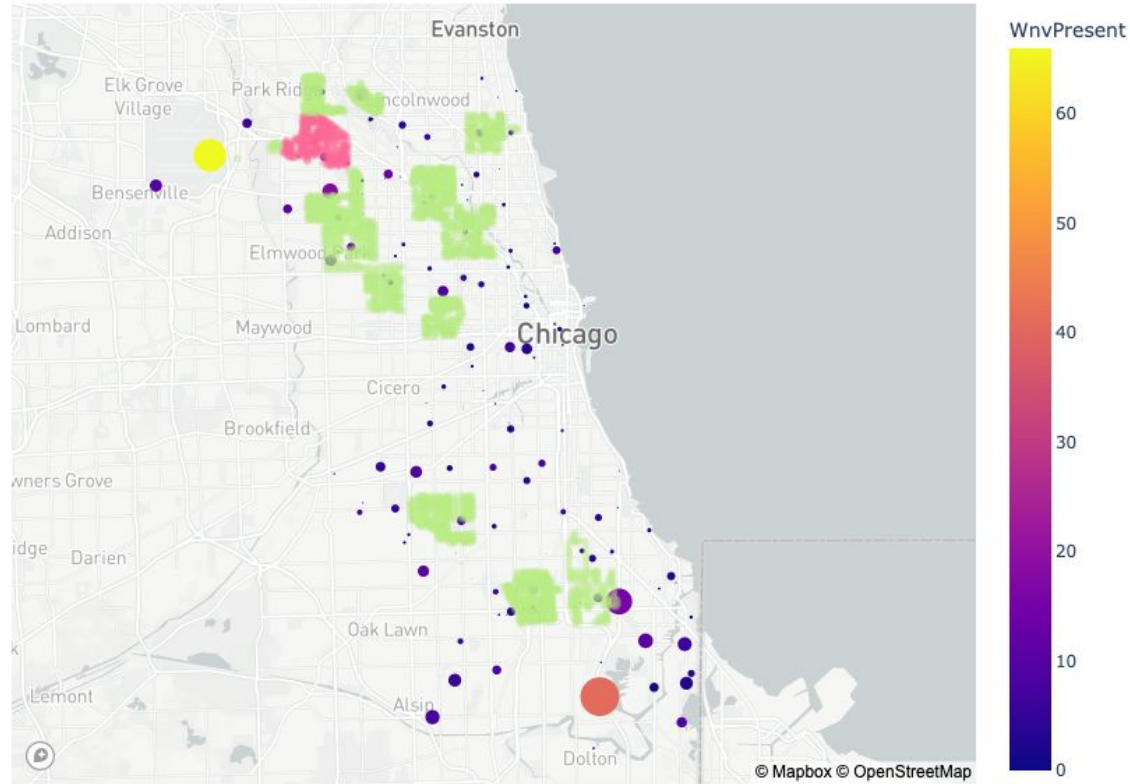 WnvPresent
Evanston
Elk Grove
Village
Park Rid
ncolnwood
60
Bensenville
50
Addison
Elmwood
40
Lombard
Maywood
Chicago
Cicero
30
Brookfield
wners Grove
20
idge
Darien
Oak Lawn
10
k
Lemont
Alsip
Dolton
© Mapbox © OpenStreetMap
0